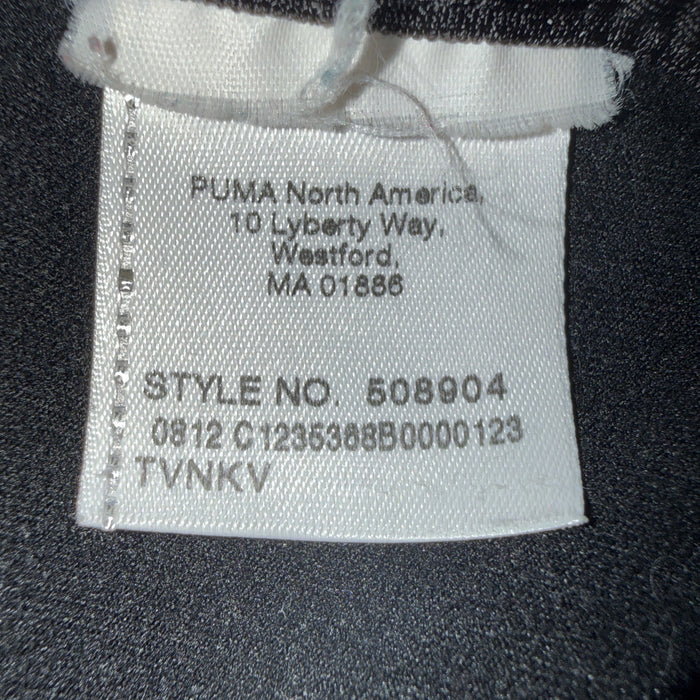 PUMA North America,
10 Lyberty Way,
Westford,
MA 01886
STYLE NO. 508904
0812 C1235368B0000123
TVNKV